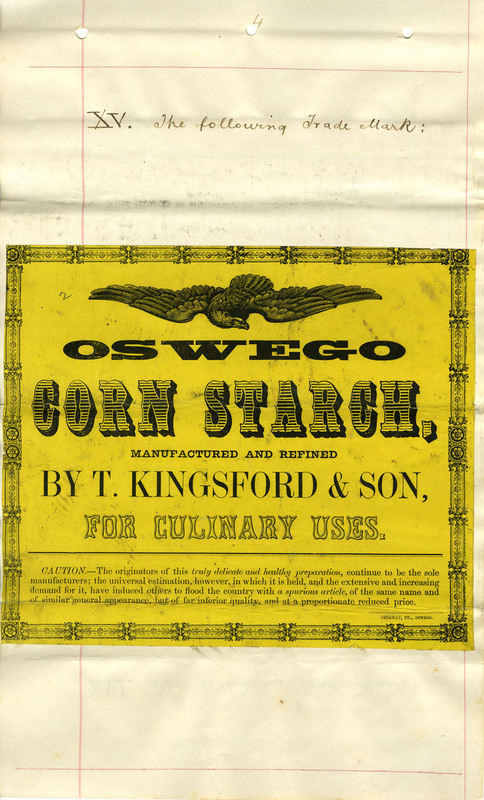 4
XV. The following Trade Mark:
2
OSWEGO
CORN STARCH,
MANUFACTURED AND REFINED
BY T. KINGSFORD & SON,
FOR CULINARY USES.
CAUTION.—The originators of this truly delicate and healthy preparation, continue to be the sole
manufacturers; the universal estimation, however, in which it is held, and the extensive and increasing
demand for it, have induced others to flood the country with a spurious article, of the same name and
of similar general appearance, but of far inferior quality, and at a proportionate reduced price.
OSWEGO.